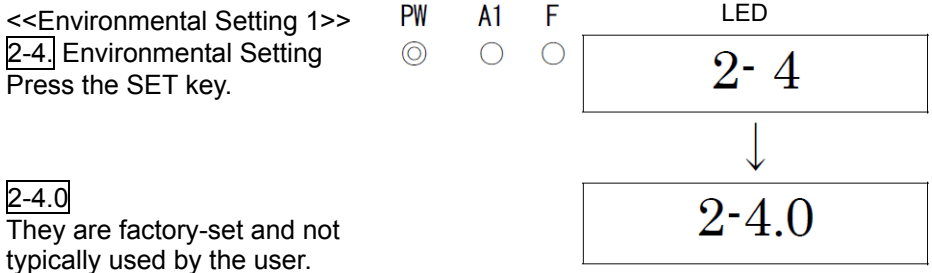 <<Environmental Setting 1>> PW A1 F LED
2-4. Environmental Setting ◎ ○ ○ 2- 4
Press the SET key.
↓
2-4.0 2-4.0
They are factory-set and not
typically used by the user.